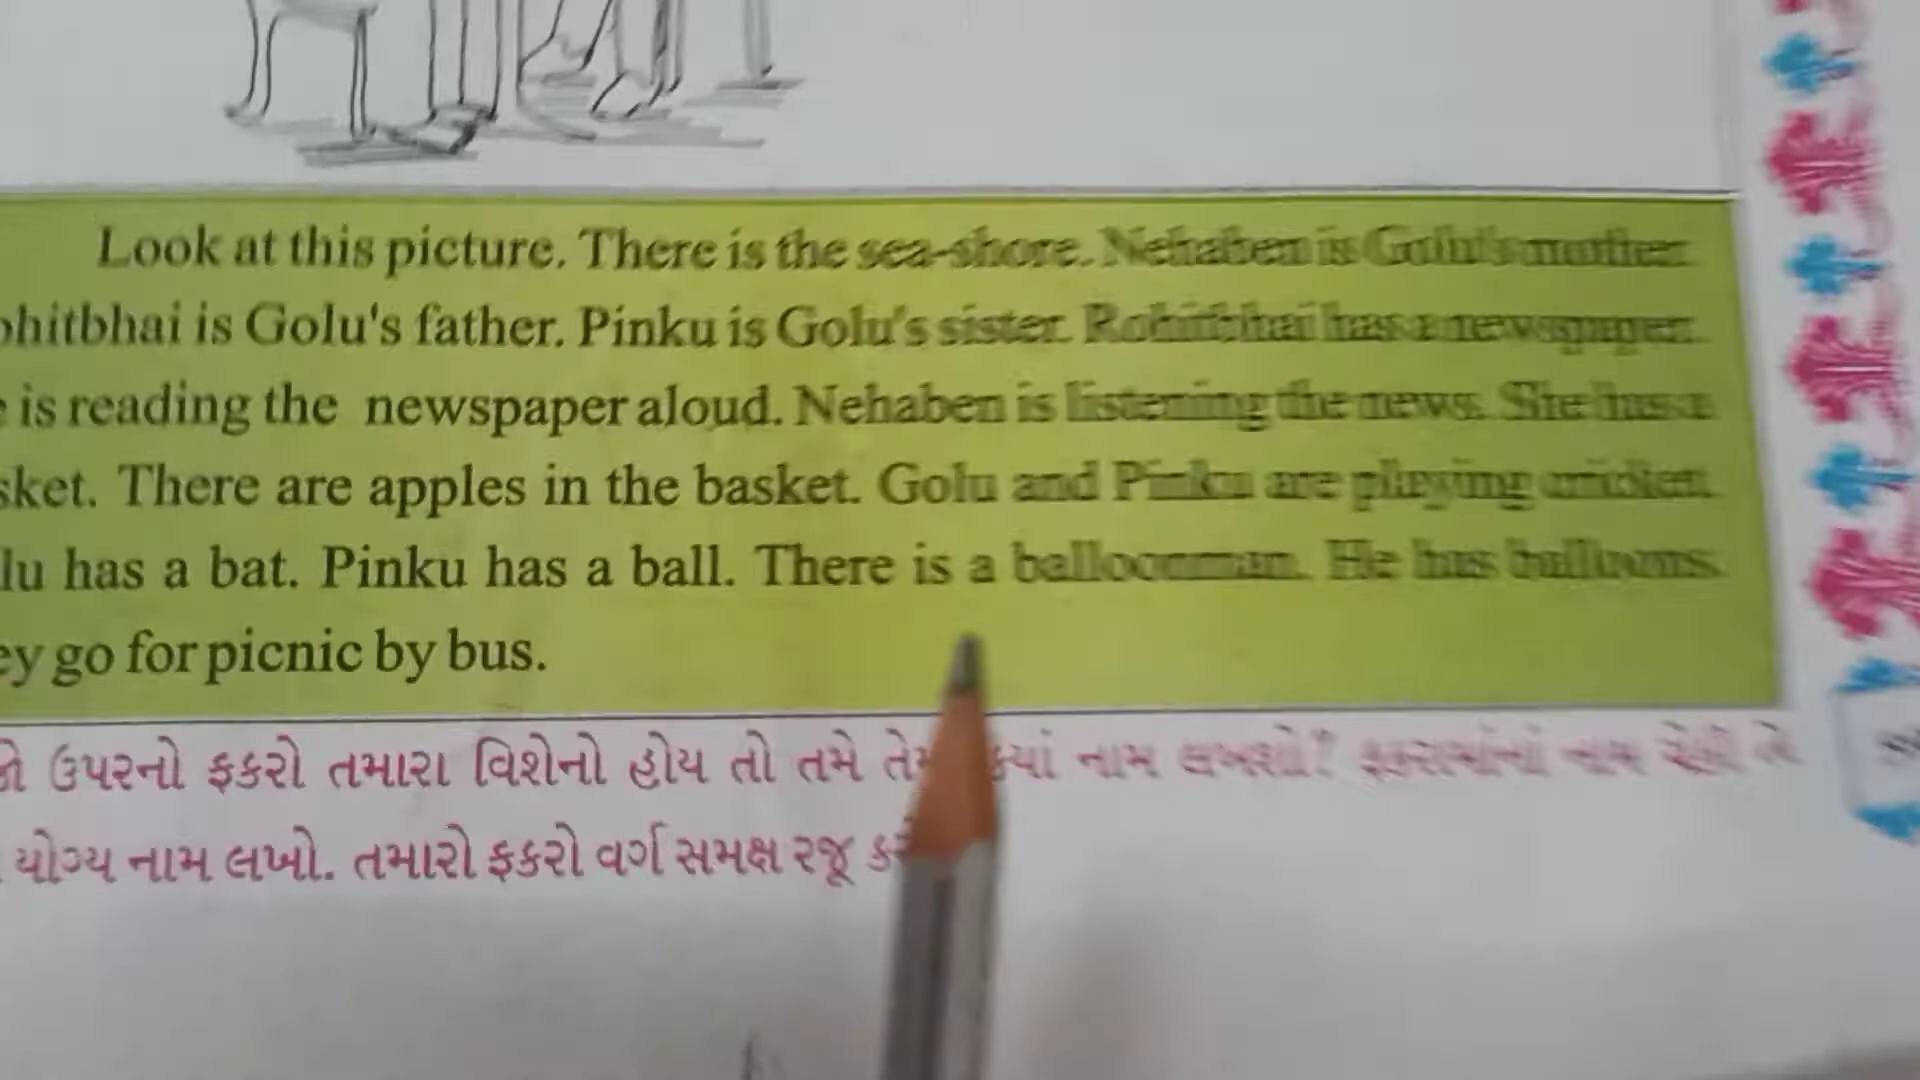 Look at this picture. There is the sea-shore. Nehaben is Golu's mother.
ohitbhai is Golu's father. Pinku is Golu's sister. Rohitbhai has a newspaper.
e is reading the newspaper aloud. Nehaben is listening the news. She has a
sket. There are apples in the basket. Golu and Pinku are playing cricket.
lu has a bat. Pinku has a ball. There is a balloonman. He has balloons.
ey go for picnic by bus.
જો ઉપરનો ફકરો તમારા વિશેનો હોય તો તમે ક્યાં નામ લખશો? ફકરામાંનાં નામ
યોગ્ય નામ લખો. તમારો ફકરો વર્ગ સમક્ષ રજૂ